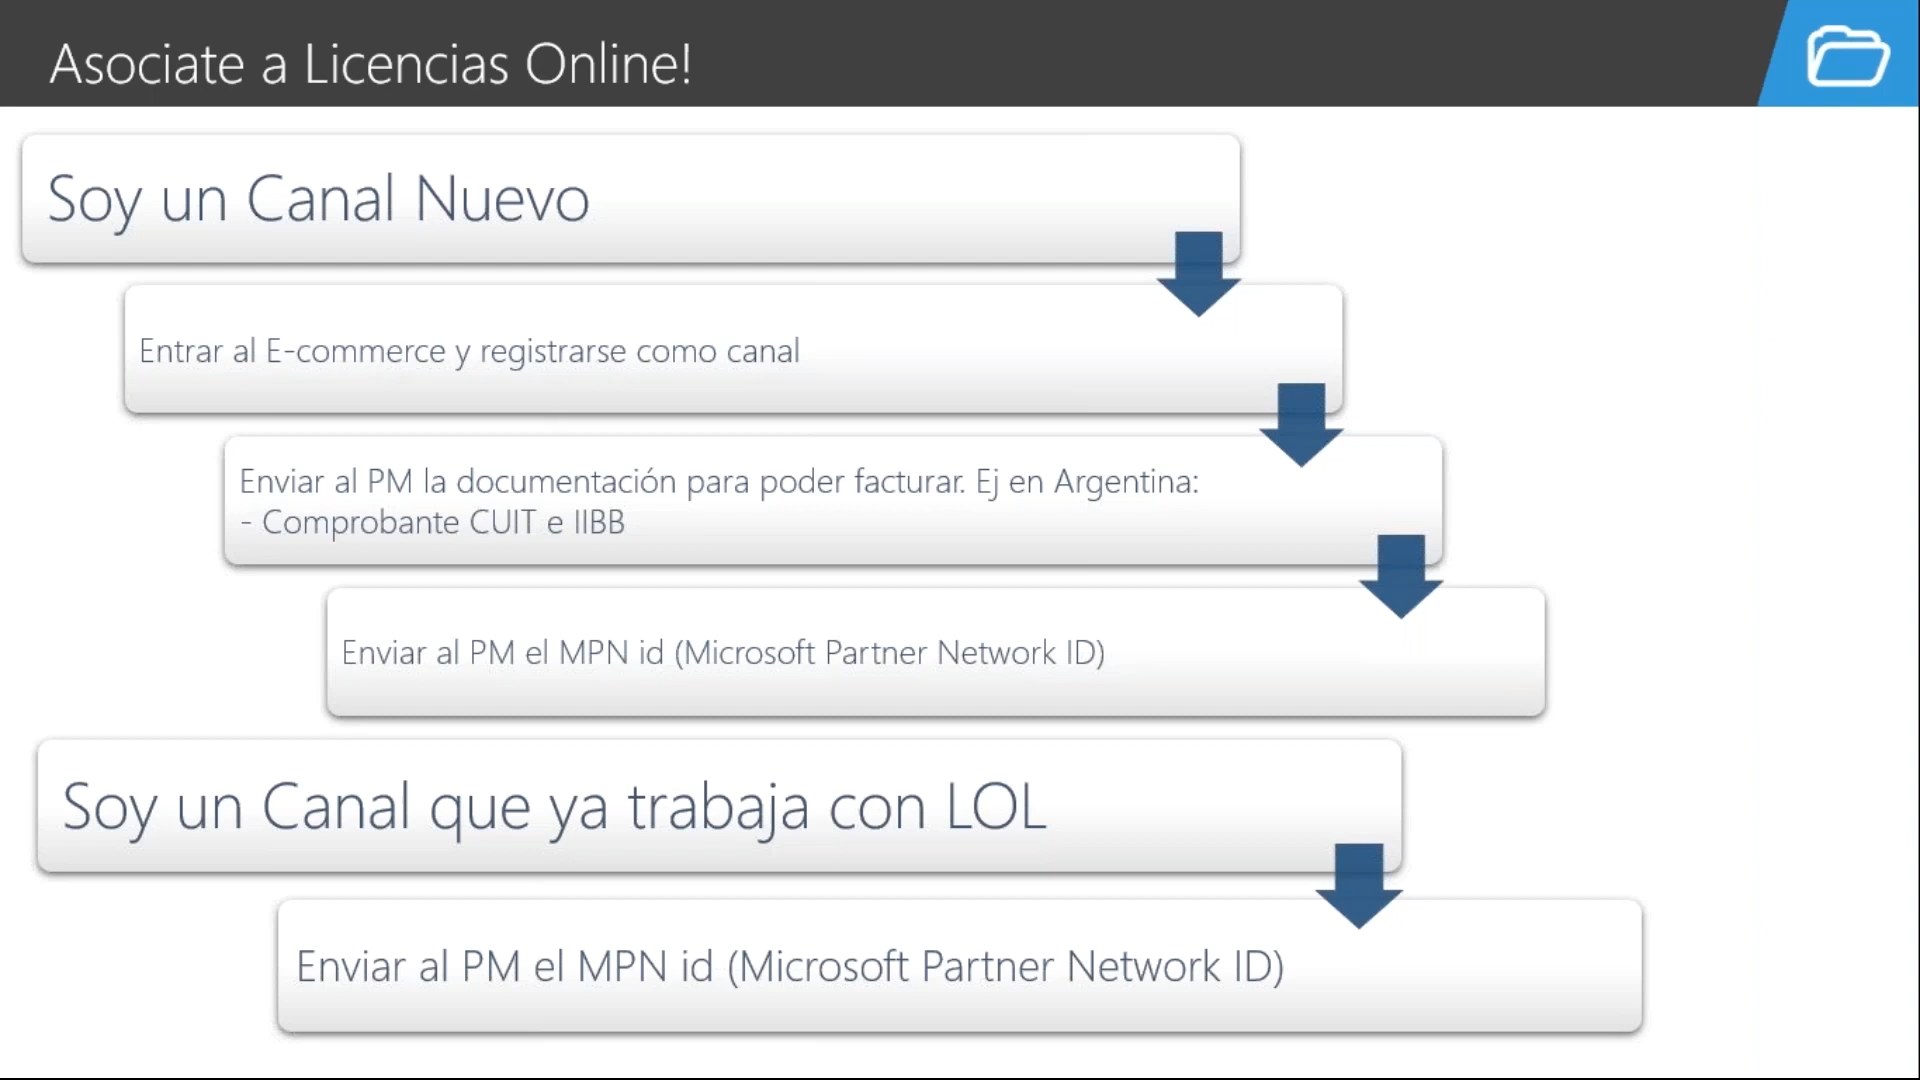 Asociate a Licencias Online!
Soy un Canal Nuevo
Entrar al E-commerce y registrarse como canal
Enviar al PM la documentación para poder facturar. Ej en Argentina:
- Comprobante CUIT e IIBB
Enviar al PM el MPN id (Microsoft Partner Network ID)
Soy un Canal que ya trabaja con LOL
Enviar al PM el MPN id (Microsoft Partner Network ID)